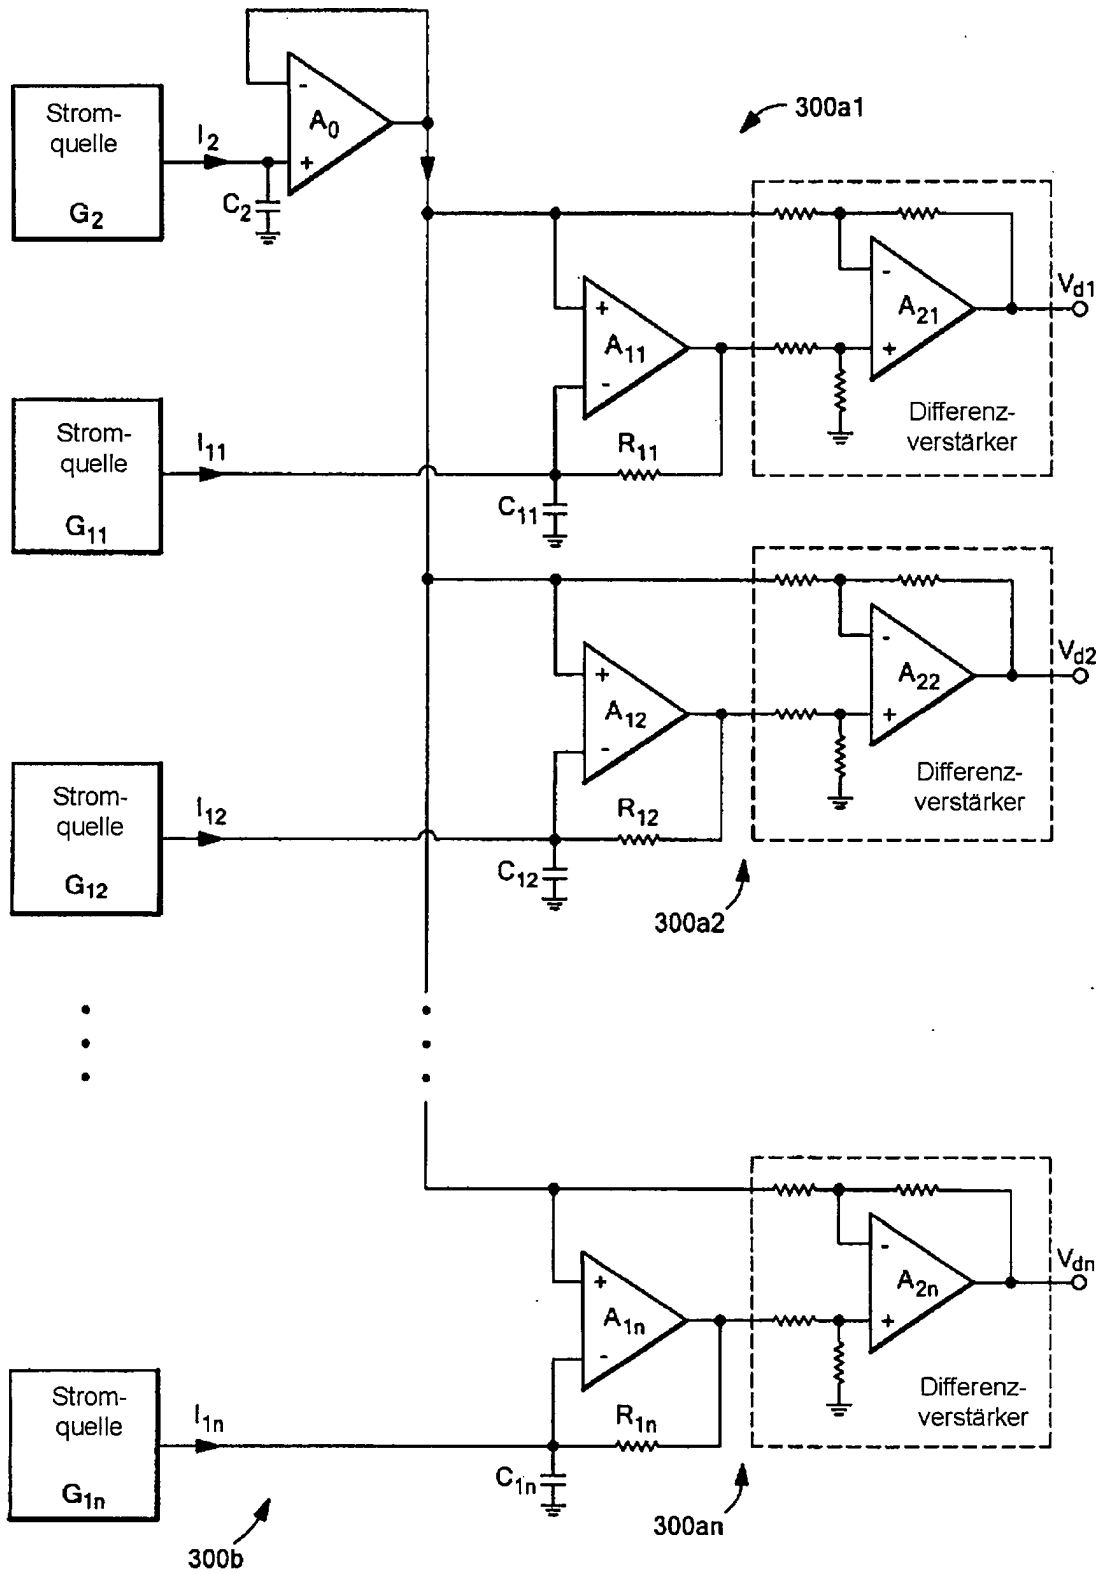 Strom-
quelle
G2
I2
C2
-
A0
+
300a1
+
A11
-
-
A21
+
Vd1
Differenz-
verstärker
Strom-
quelle
G11
I11
R11
C11
+
A12
-
-
A22
+
Vd2
Differenz-
verstärker
Strom-
quelle
G12
I12
R12
C12
300a2
+
A1n
-
-
A2n
+
Vdn
Differenz-
verstärker
Strom-
quelle
G1n
I1n
R1n
C1n
300an
300b